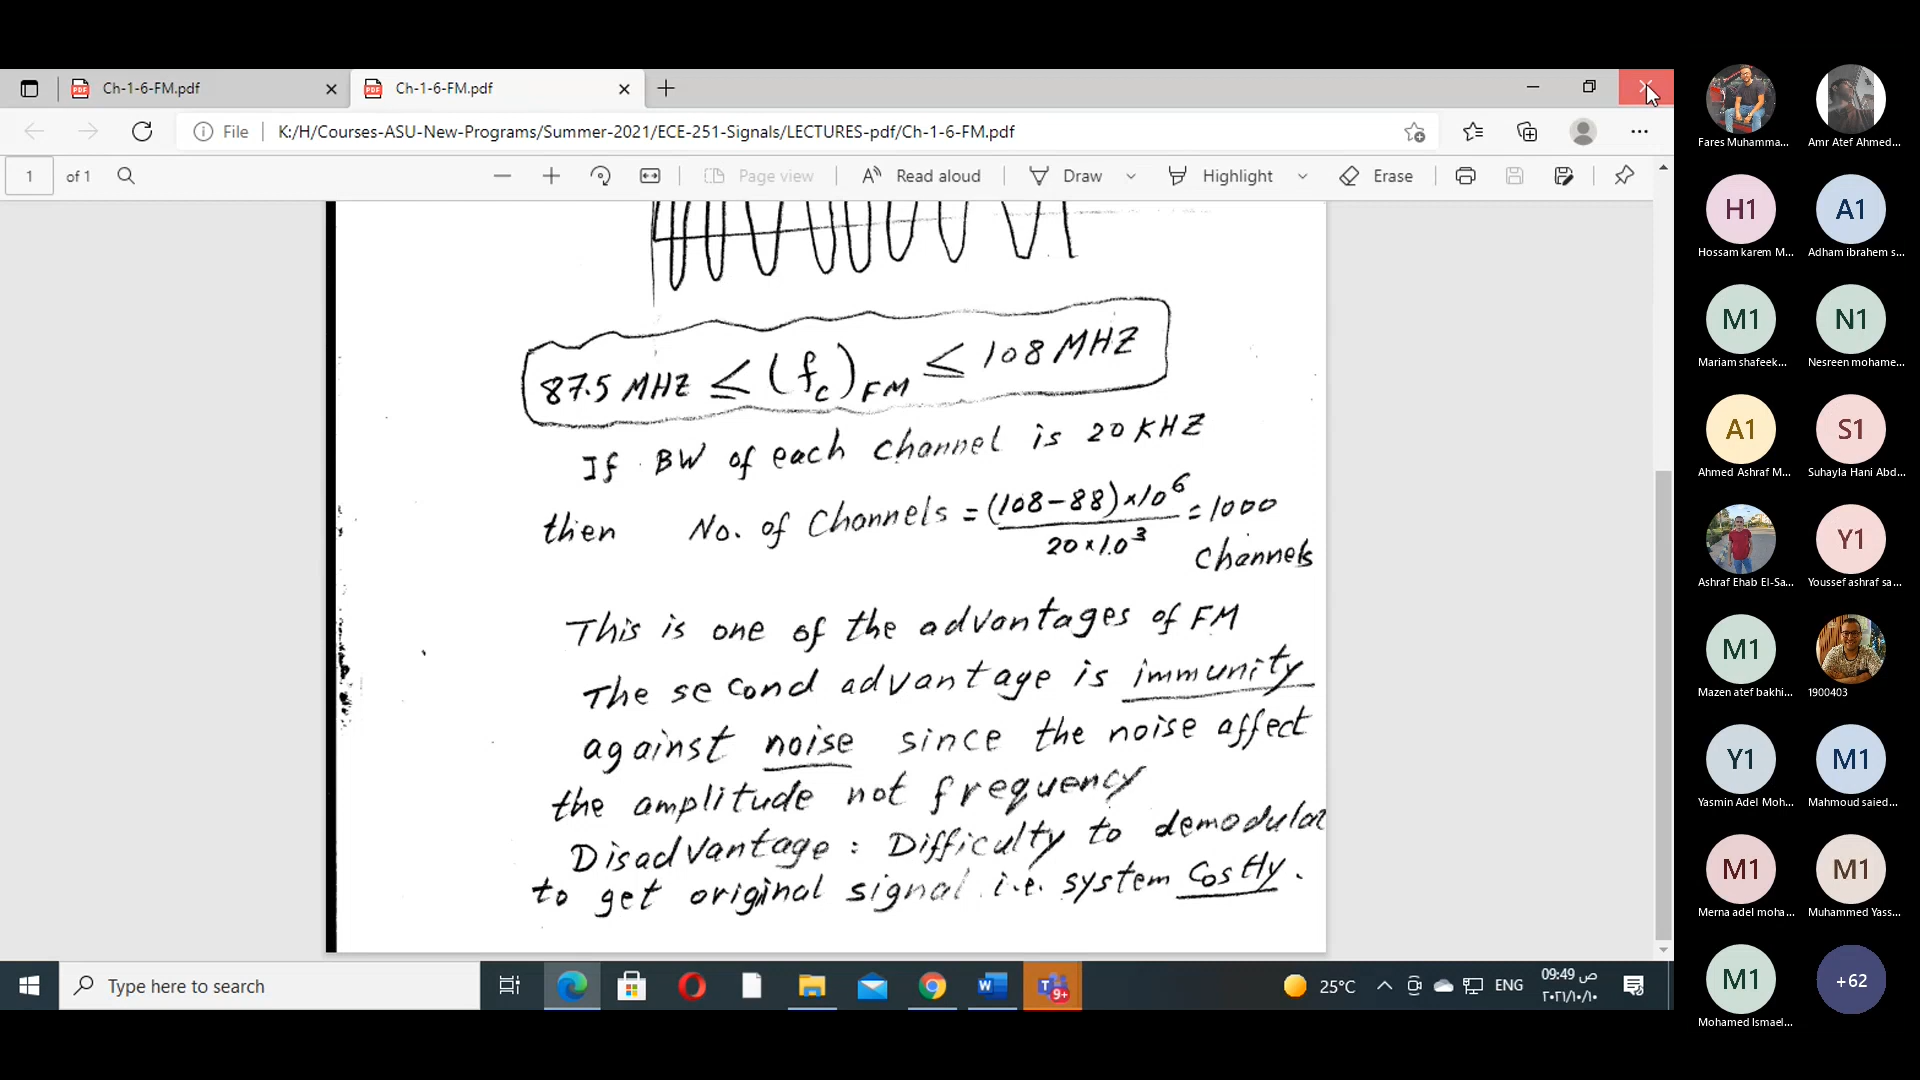 Ch-1-6-FM.pdf
Ch-1-6-FM.pdf
File K:/H/Courses-ASU-New-Programs/Summer-2021/ECE-251-Signals/LECTURES-pdf/Ch-1-6-FM.pdf
1 of 1 Page view Read aloud Draw Highlight Erase
87.5 MHZ ≤ (fc)FM ≤ 108 MHZ
If BW of each channel is 20 KHZ
then No. of Channels = (108-88)×10^6 / 20×10^3 = 1000
Channels
This is one of the advantages of FM
The second advantage is immunity
against noise since the noise affect
the amplitude not frequency
Disadvantage : Difficulty to demodulat
to get original signal i.e. system Costly.
Type here to search
W
T 9+
25°C
ENG
09:49 ص
٢٠٢١/١٠/١٠
Fares Muhamma...
Amr Atef Ahmed...
H1
A1
Hossam karem M...
Adham ibrahem s...
M1
N1
Mariam shafeek...
Nesreen mohame...
A1
S1
Ahmed Ashraf M...
Suhayla Hani Abd...
Y1
Ashraf Ehab El-Sa...
Youssef ashraf sa...
M1
Mazen atef bakhi...
1900403
Y1
M1
Yasmin Adel Moh...
Mahmoud saied...
M1
M1
Merna adel moha...
Muhammed Yass...
M1
+62
Mohamed Ismael...